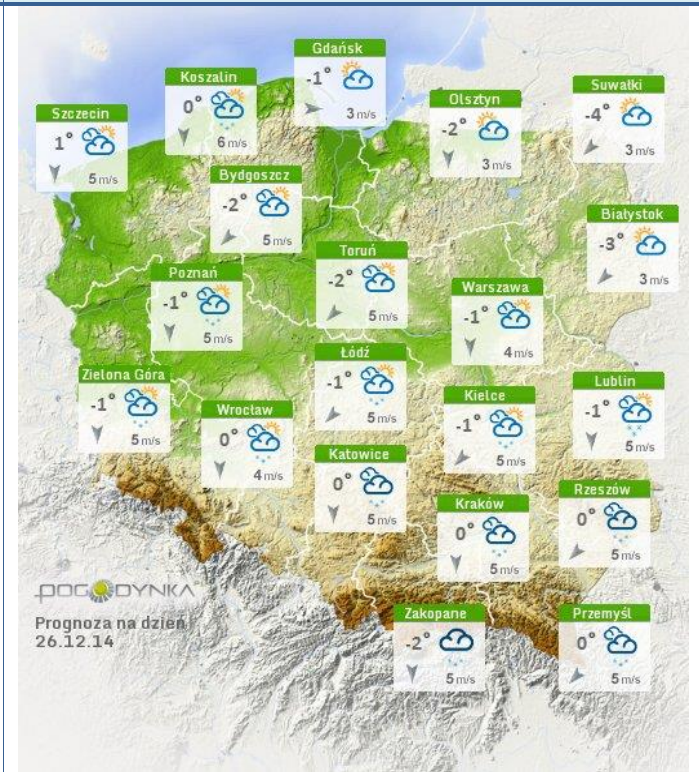 Gdańsk
-1°
3 m/s
Koszalin
0°
6 m/s
Suwałki
-4°
3 m/s
Olsztyn
-2°
3 m/s
Szczecin
1°
5 m/s
Bydgoszcz
-2°
5 m/s
Białystok
-3°
3 m/s
Toruń
-2°
5 m/s
Poznań
-1°
5 m/s
Warszawa
-1°
4 m/s
Łódź
-1°
5 m/s
Zielona Góra
-1°
5 m/s
Lublin
-1°
5 m/s
Kielce
-1°
5 m/s
Wrocław
0°
4 m/s
Katowice
0°
5 m/s
Rzeszów
0°
5 m/s
Kraków
0°
5 m/s
POGODYNKA
Prognoza na dzień
26.12.14
Zakopane
-2°
5 m/s
Przemyśl
0°
5 m/s